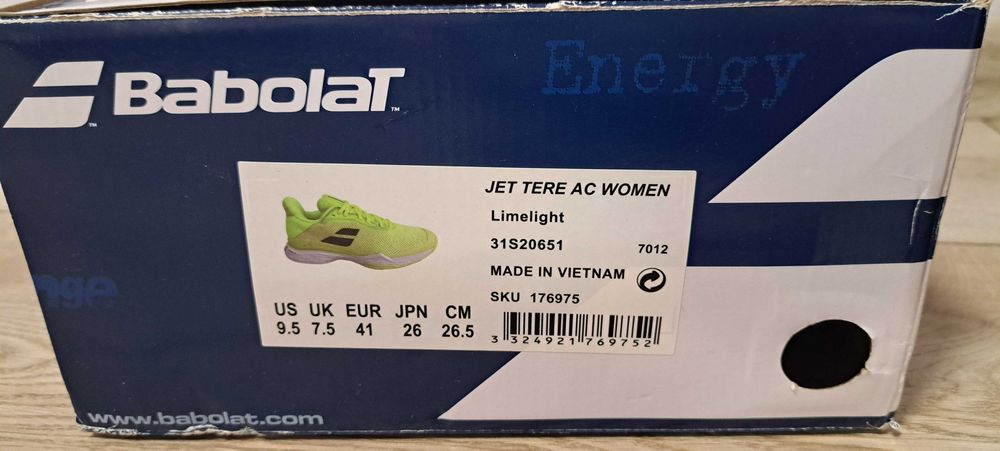 BabolaT
Energy
nge
JET TERE AC WOMEN
Limelight
31S20651 7012
MADE IN VIETNAM
SKU 176975
US UK EUR JPN CM
9.5 7.5 41 26 26.5
3 324921 769752
www.babolat.com